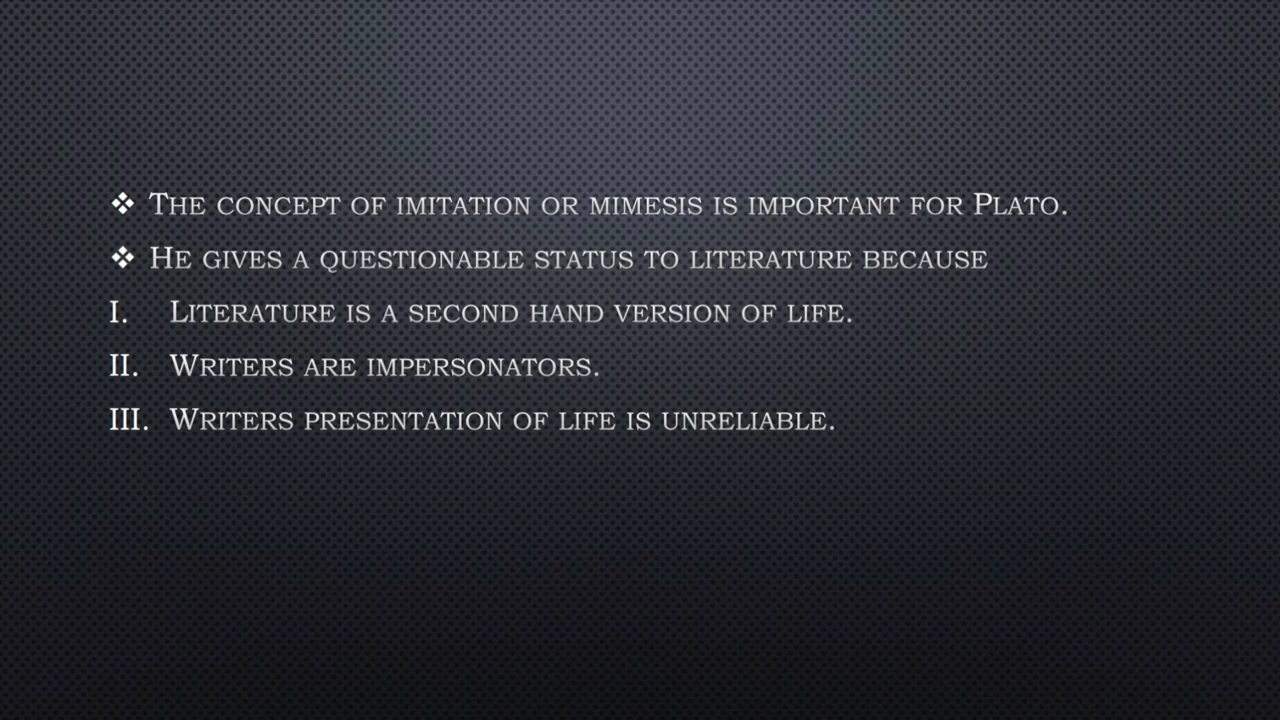 ❖ The concept of imitation or mimesis is important for Plato.
❖ He gives a questionable status to literature because
I. Literature is a second hand version of life.
II. Writers are impersonators.
III. Writers presentation of life is unreliable.